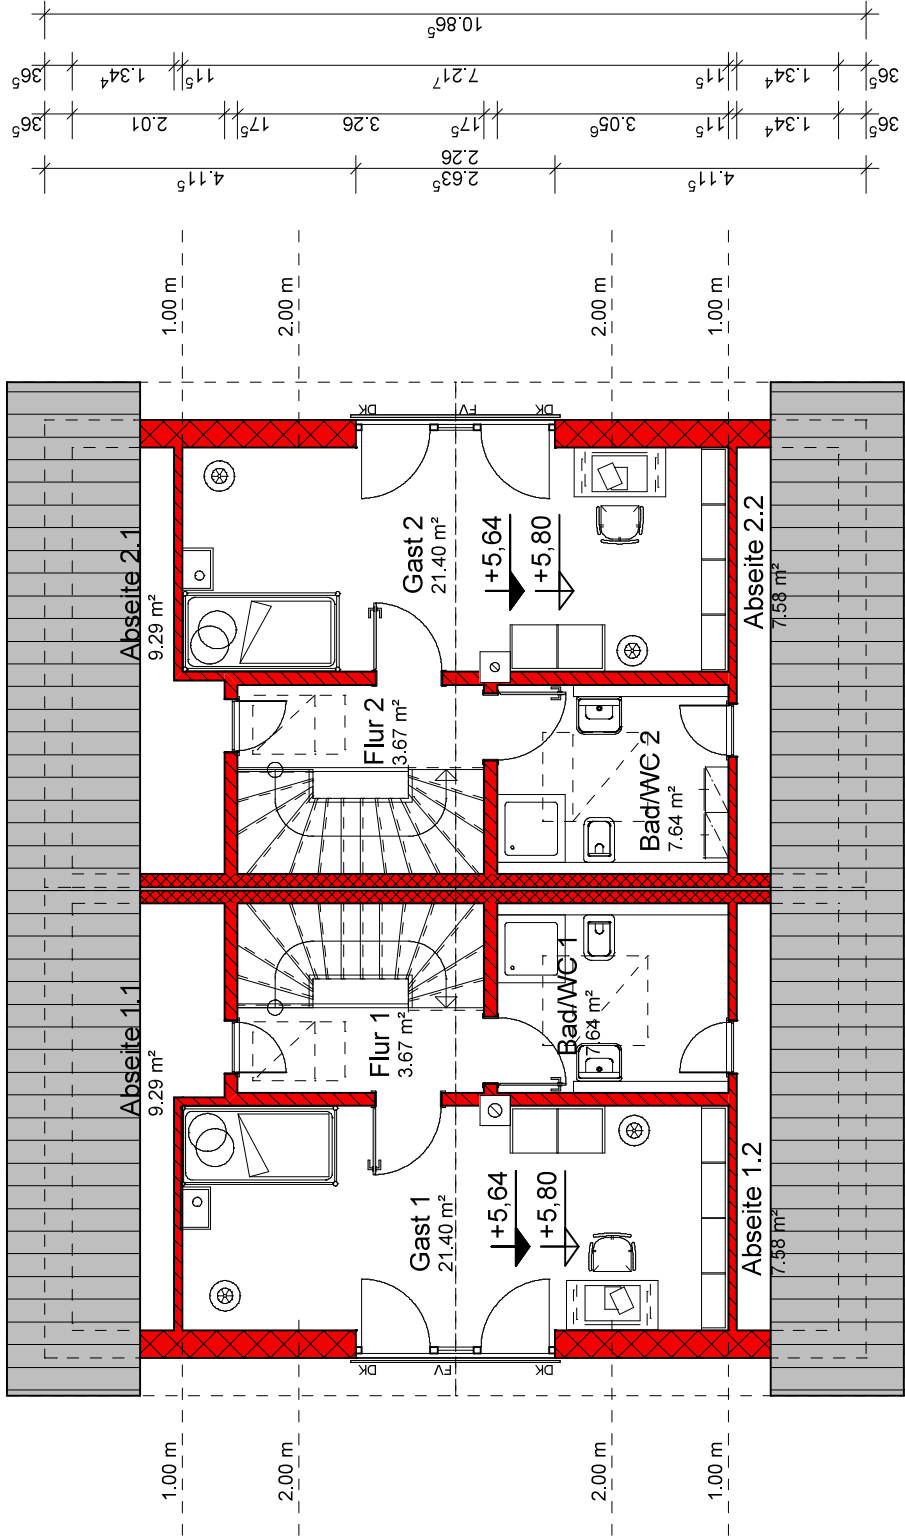 10.86⁵
36⁵ 1.34⁴ 11⁵ 7.21⁷ 11⁵ 1.34⁴ 36⁵
36⁵ 2.01 17⁵ 3.26 17⁵ 3.05⁶ 11⁵ 1.34⁴ 36⁵
2.26
4.11⁵ 2.63⁵ 4.11⁵
1.00 m
2.00 m
2.00 m
1.00 m
DK
FV
DK
Abseite 2.1
9.29 m²
Gast 2
21.40 m²
+5,64
+5,80
Abseite 2.2
7.58 m²
Flur 2
3.67 m²
Bad/WC 2
7.64 m²
Abseite 1.1
9.29 m²
Flur 1
3.67 m²
Bad/WC 1
7.64 m²
Gast 1
21.40 m²
+5,64
+5,80
Abseite 1.2
7.58 m²
DK
FV
DK
1.00 m
2.00 m
2.00 m
1.00 m